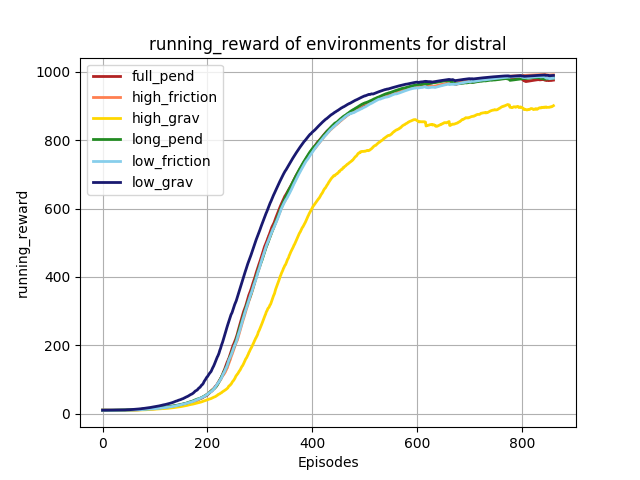 running_reward of environments for distral
full_pend
high_friction
high_grav
long_pend
low_friction
low_grav
1000
800
600
400
200
0
running_reward
0 200 400 600 800
Episodes